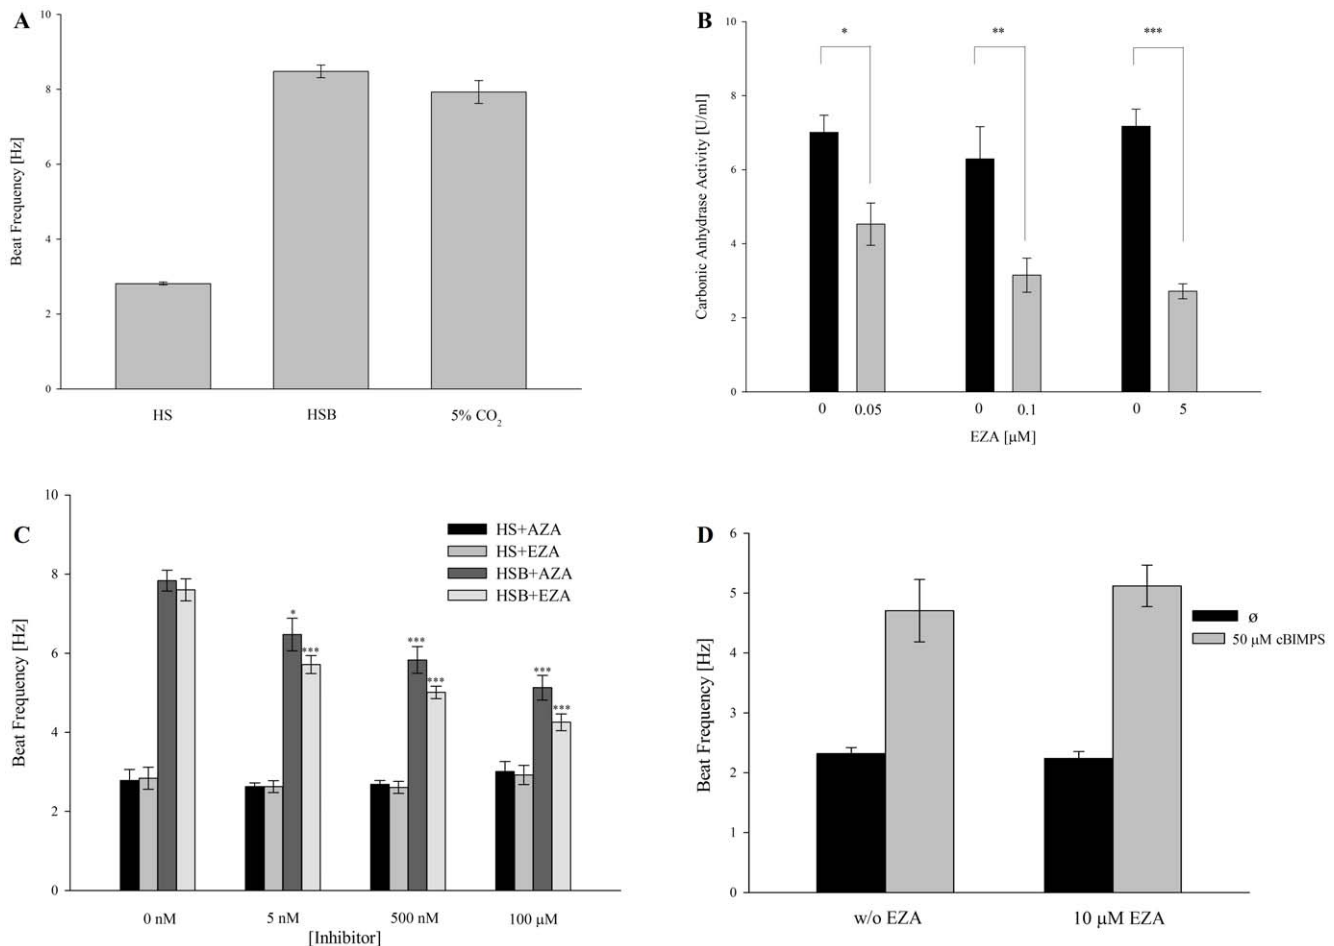 A
Beat Frequency [Hz]
10
8
6
4
2
0
HS
HSB
5% CO₂
B
Carbonic Anhydrase Activity [U/ml]
10
8
6
4
2
0
*
**
***
0
0.05
0
0.1
0
5
EZA [μM]
C
Beat Frequency [Hz]
10
8
6
4
2
0
HS+AZA
HS+EZA
HSB+AZA
HSB+EZA
*
***
***
***
***
***
0 nM
5 nM
500 nM
100 μM
[Inhibitor]
D
Beat Frequency [Hz]
6
5
4
3
2
1
0
ø
50 μM cBIMPS
w/o EZA
10 μM EZA